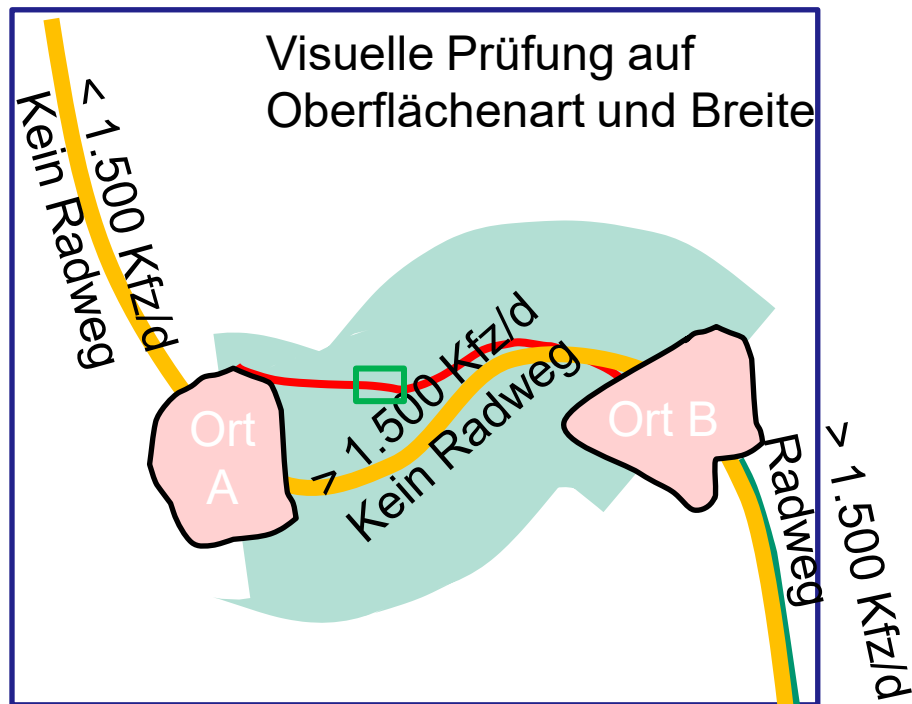 Visuelle Prüfung auf
Oberflächenart und Breite
< 1.500 Kfz/d
Kein Radweg
> 1.500 Kfz/d
Kein Radweg
Ort
A
Ort B
> 1.500 Kfz/d
Radweg